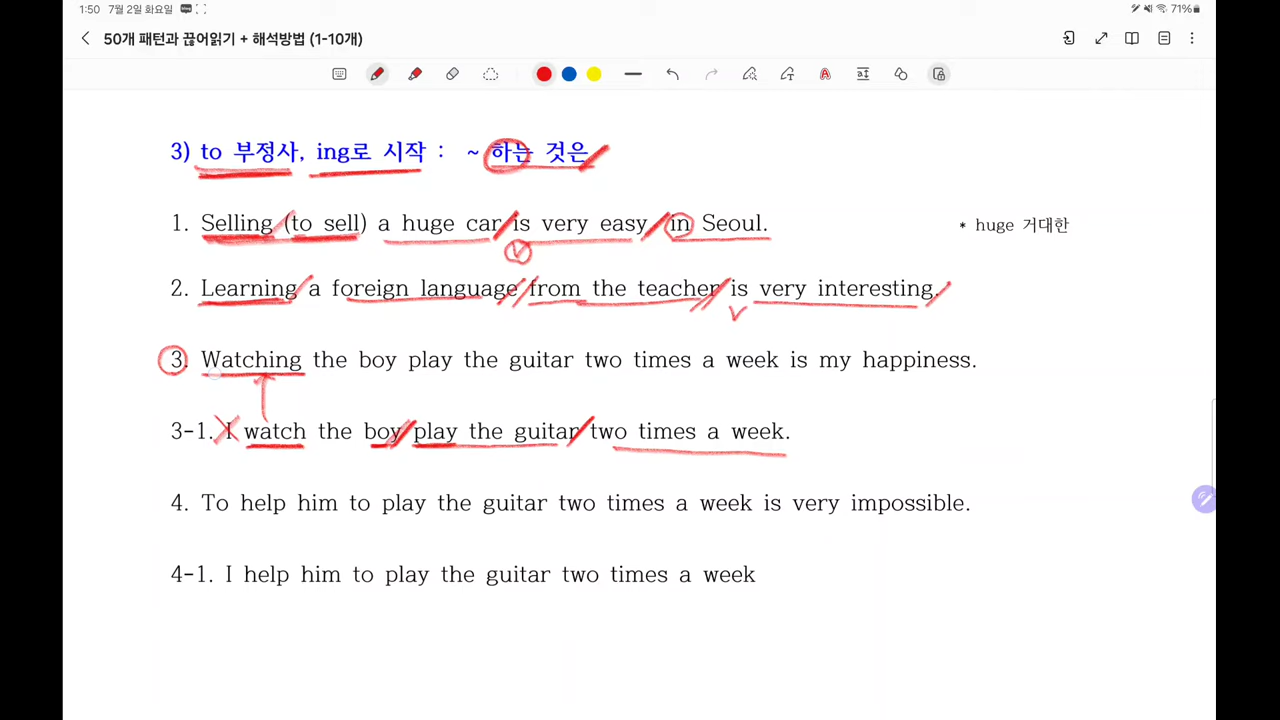 1:50 7월 2일 화요일 71%
50개 패턴과 끊어읽기 + 해석방법 (1-10개)
3) to 부정사, ing로 시작 : ~ 하는 것은
1. Selling (to sell) a huge car is very easy in Seoul. * huge 거대한
V
2. Learning a foreign language from the teacher is very interesting.
V
3. Watching the boy play the guitar two times a week is my happiness.
3-1. I watch the boy play the guitar two times a week.
4. To help him to play the guitar two times a week is very impossible.
4-1. I help him to play the guitar two times a week